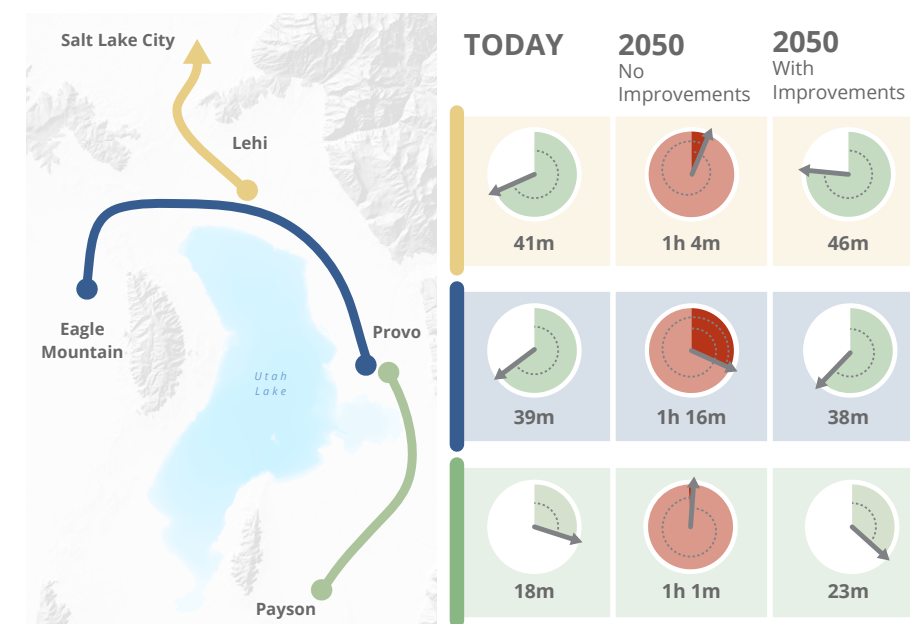 Salt Lake City
Lehi
Eagle
Mountain
Provo
Utah
Lake
Payson
TODAY
2050
No
Improvements
2050
With
Improvements
41m
1h 4m
46m
39m
1h 16m
38m
18m
1h 1m
23m